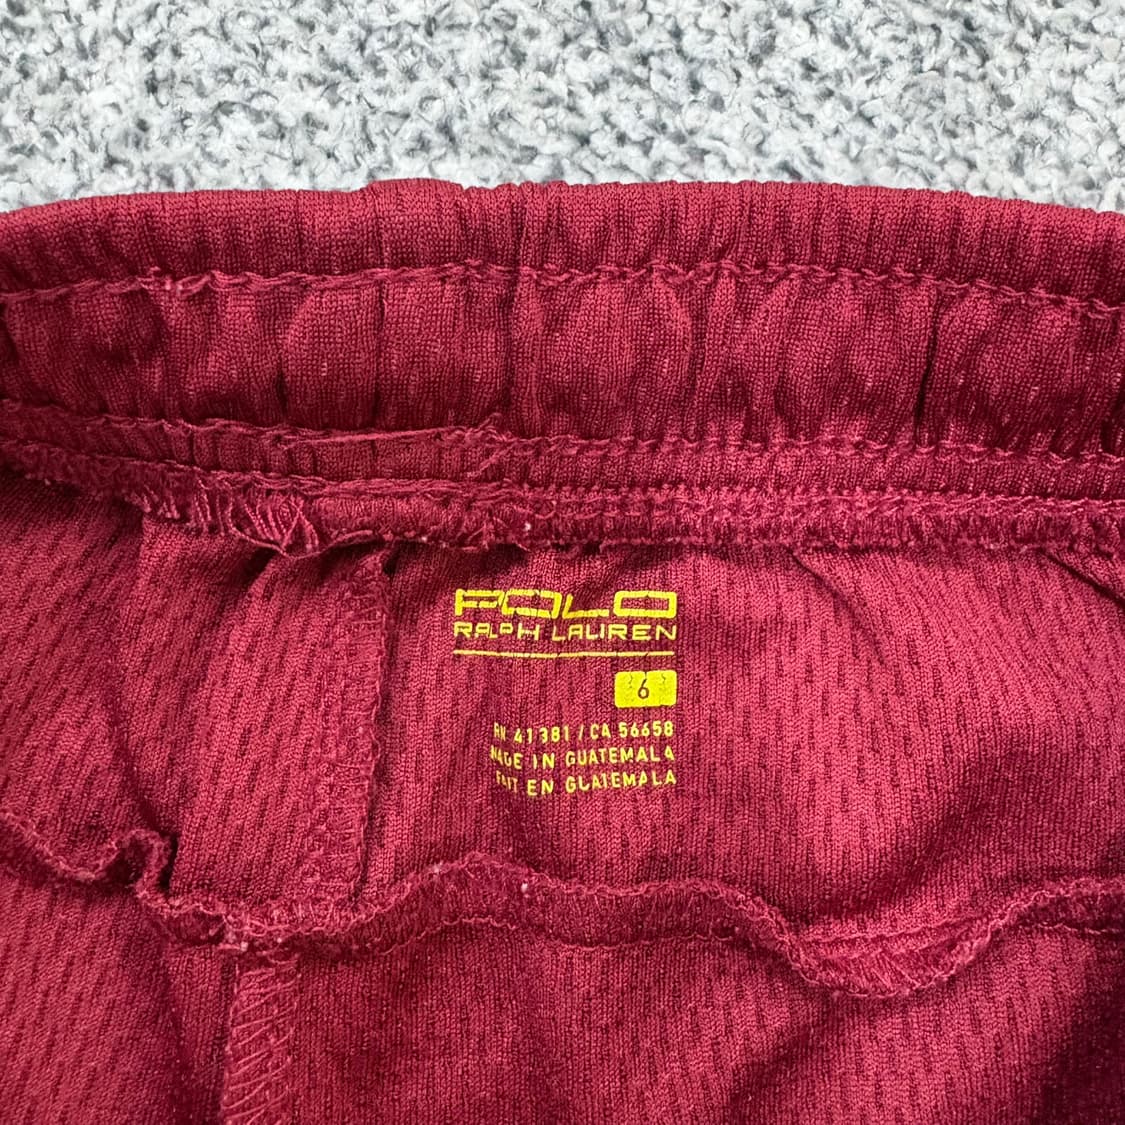 POLO
RALPH LAUREN
6
RN 41381 / CA 56658
MADE IN GUATEMALA
FAIT EN GUATEMALA